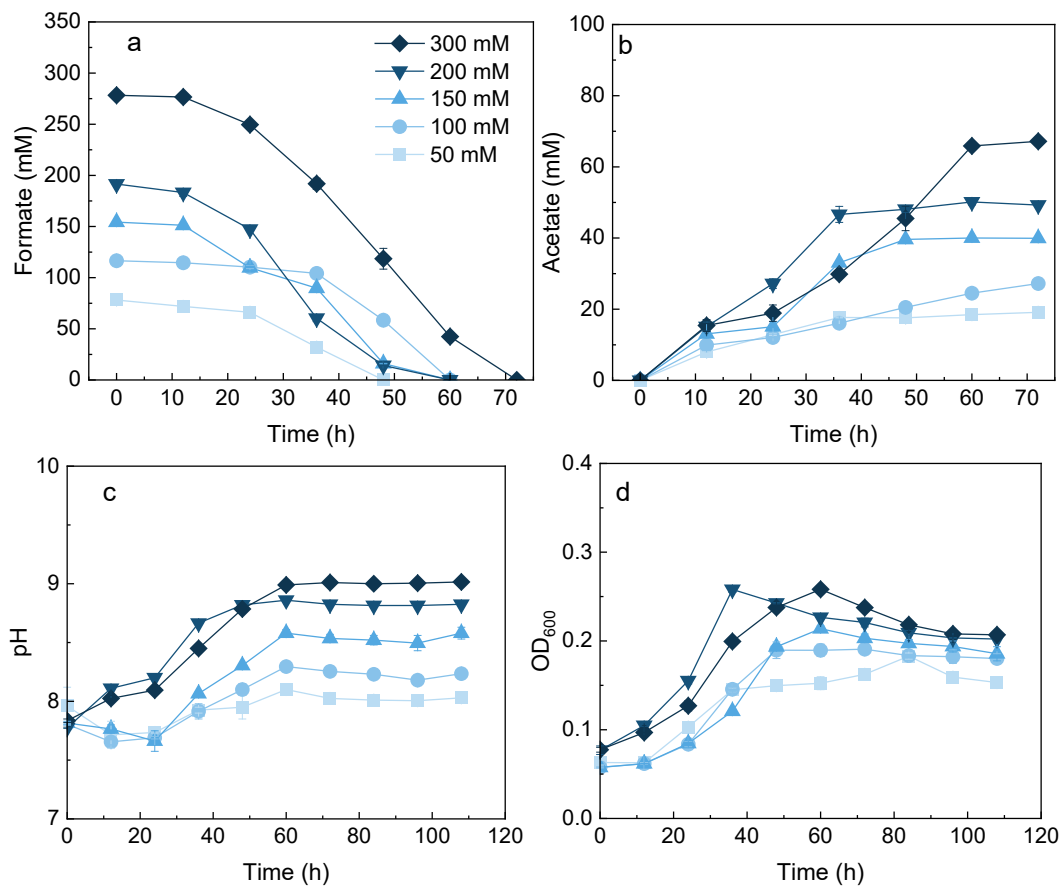 a
300 mM
200 mM
150 mM
100 mM
50 mM
350
300
250
200
150
100
50
0
Formate (mM)
0 10 20 30 40 50 60 70
Time (h)
b
100
80
60
40
20
0
Acetate (mM)
0 10 20 30 40 50 60 70
Time (h)
c
10
9
8
7
pH
0 20 40 60 80 100 120
Time (h)
d
0.4
0.3
0.2
0.1
0.0
OD600
0 20 40 60 80 100 120
Time (h)